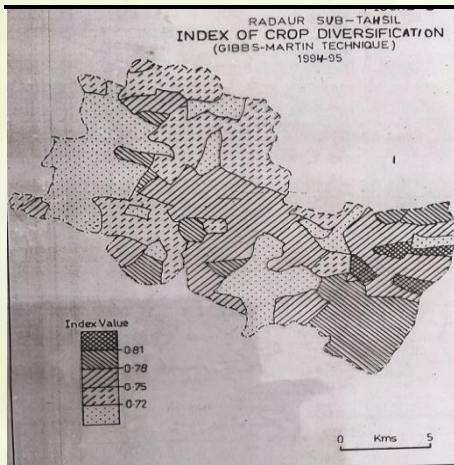 RADAUR SUB-TAHSIL
INDEX OF CROP DIVERSIFICATION
(GIBBS-MARTIN TECHNIQUE)
1994-95
Index Value
0.81
0.78
0.75
0.72
0 Kms 5